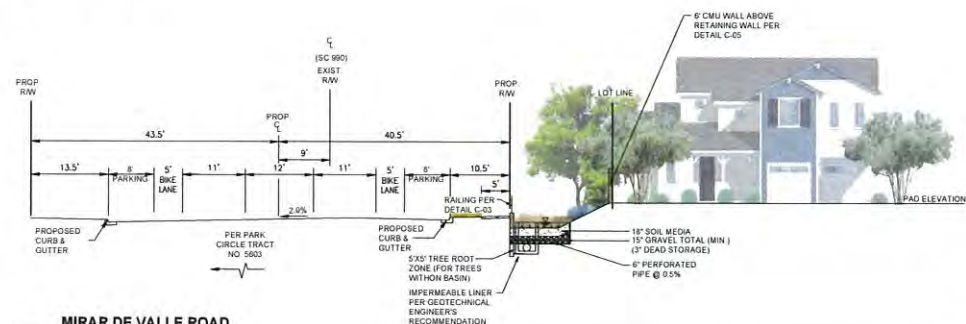 6' CMU WALL ABOVE
RETAINING WALL PER
DETAIL C-05
℄
(SC 990)
EXIST
R/W
PROP
R/W
PROP
℄
PROP
R/W
LOT LINE
43.5'
40.5'
9'
13.5'
8'
PARKING
5'
BIKE
LANE
11'
12'
11'
5'
BIKE
LANE
8'
PARKING
10.5'
5'
RAILING PER
DETAIL C-03
2.0%
PAD ELEVATION
PROPOSED
CURB &
GUTTER
PER PARK
CIRCLE TRACT
NO. 5603
PROPOSED
CURB &
GUTTER
18" SOIL MEDIA
15" GRAVEL TOTAL (MIN.)
(3" DEAD STORAGE)
5'X5' TREE ROOT
ZONE (FOR TREES
WITHON BASIN)
6" PERFORATED
PIPE @ 0.5%
IMPERMEABLE LINER
PER GEOTECHNICAL
ENGINEER'S
RECOMMENDATION
MIRAR DE VALLE ROAD